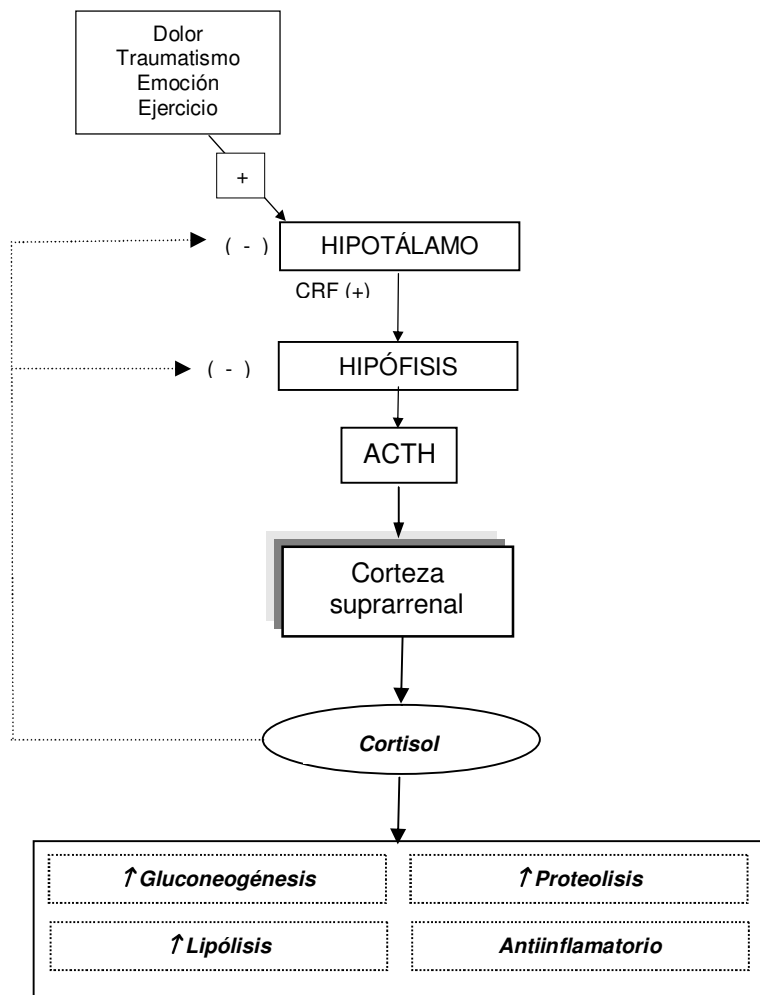 Dolor
Traumatismo
Emoción
Ejercicio
+
( - )
HIPOTÁLAMO
CRF (+)
( - )
HIPÓFISIS
ACTH
Corteza
suprarrenal
Cortisol
↑Gluconeogénesis
↑Proteolisis
↑Lipólisis
Antiinflamatorio